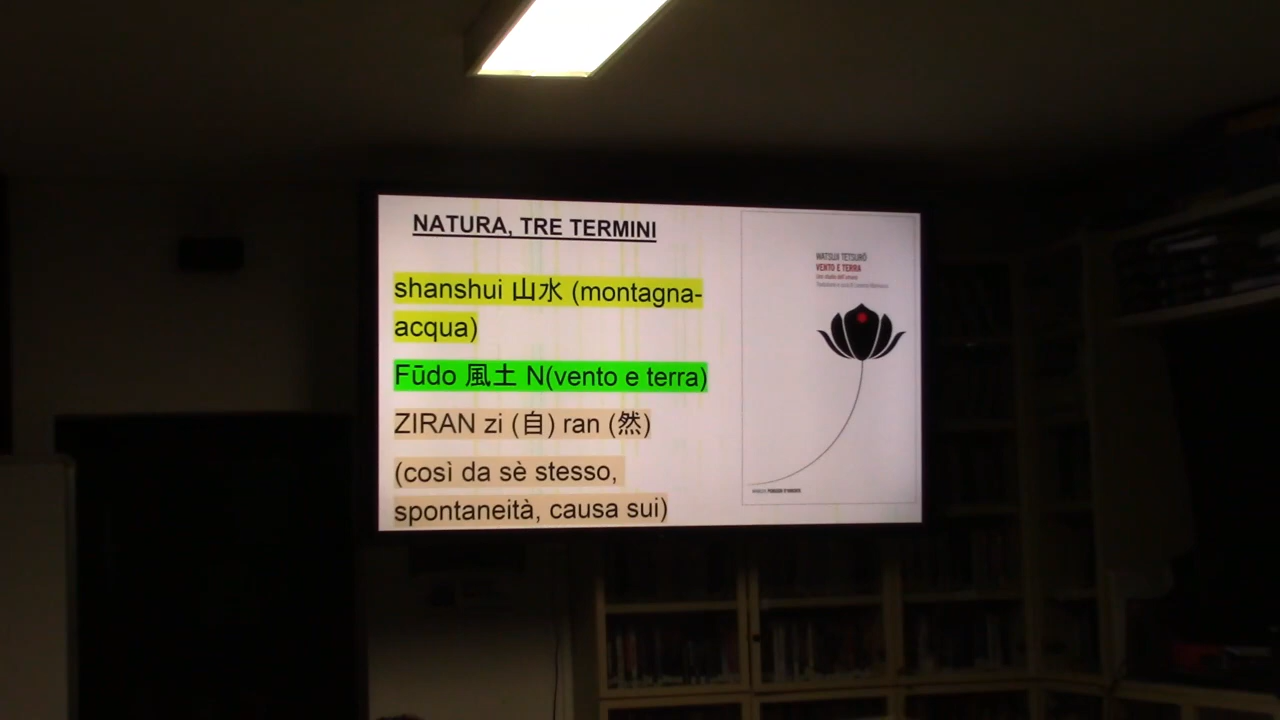 NATURA, TRE TERMINI
shanshui 山水 (montagna-
acqua)
Fūdo 風土 N(vento e terra)
ZIRAN zi (自) ran (然)
(così da sè stesso,
spontaneità, causa sui)
WATSUJI TETSURŌ
VENTO E TERRA